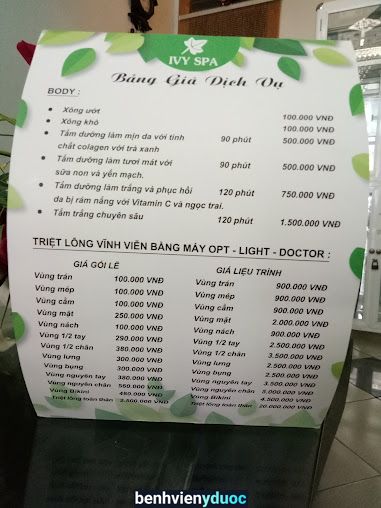 IVY SPA
Bảng Giá Dịch Vụ
BODY :
• Xông ướt 100.000 VNĐ
• Xông khô 100.000 VNĐ
• Tắm dưỡng làm mịn da với tinh 90 phút 500.000 VNĐ
chất colagen với trà xanh
• Tắm dưỡng làm tươi mát với 90 phút 500.000 VNĐ
sữa non và yến mạch.
• Tắm dưỡng làm trắng và phục hồi 120 phút 750.000 VNĐ
da bị rám nắng với Vitamin C và ngọc trai.
• Tắm trắng chuyên sâu 120 phút 1.500.000 VNĐ
TRIỆT LÔNG VĨNH VIÊN BẰNG MÁY OPT - LIGHT - DOCTOR :
GIÁ GÓI LẺ GIÁ LIỆU TRÌNH
Vùng trán 100.000 VNĐ Vùng trán 900.000 VNĐ
Vùng mép 100.000 VNĐ Vùng mép 900.000 VNĐ
Vùng cằm 100.000 VNĐ Vùng cằm 900.000 VNĐ
Vùng mặt 250.000 VNĐ Vùng mặt 2.000.000 VNĐ
Vùng nách 100.000 VNĐ Vùng nách 900.000 VNĐ
Vùng 1/2 tay 290.000 VNĐ Vùng 1/2 tay 2.500.000 VNĐ
Vùng 1/2 chân 380.000 VNĐ Vùng 1/2 chân 3.500.000 VNĐ
Vùng lưng 300.000 VNĐ Vùng lưng 2.500.000 VNĐ
Vùng bụng 300.000 VNĐ Vùng bụng 2.500.000 VNĐ
Vùng nguyên tay 380.000 VNĐ Vùng nguyên tay 3.500.000 VNĐ
Vùng nguyên chân 560.000 VNĐ Vùng nguyên chân 5.000.000 VNĐ
Vùng Bikini 480.000 VNĐ Vùng Bikini 4.500.000 VNĐ
Triệt lông toàn thân VNĐ Triệt lông toàn thân 20.000.000 VNĐ
benhvienyduoc